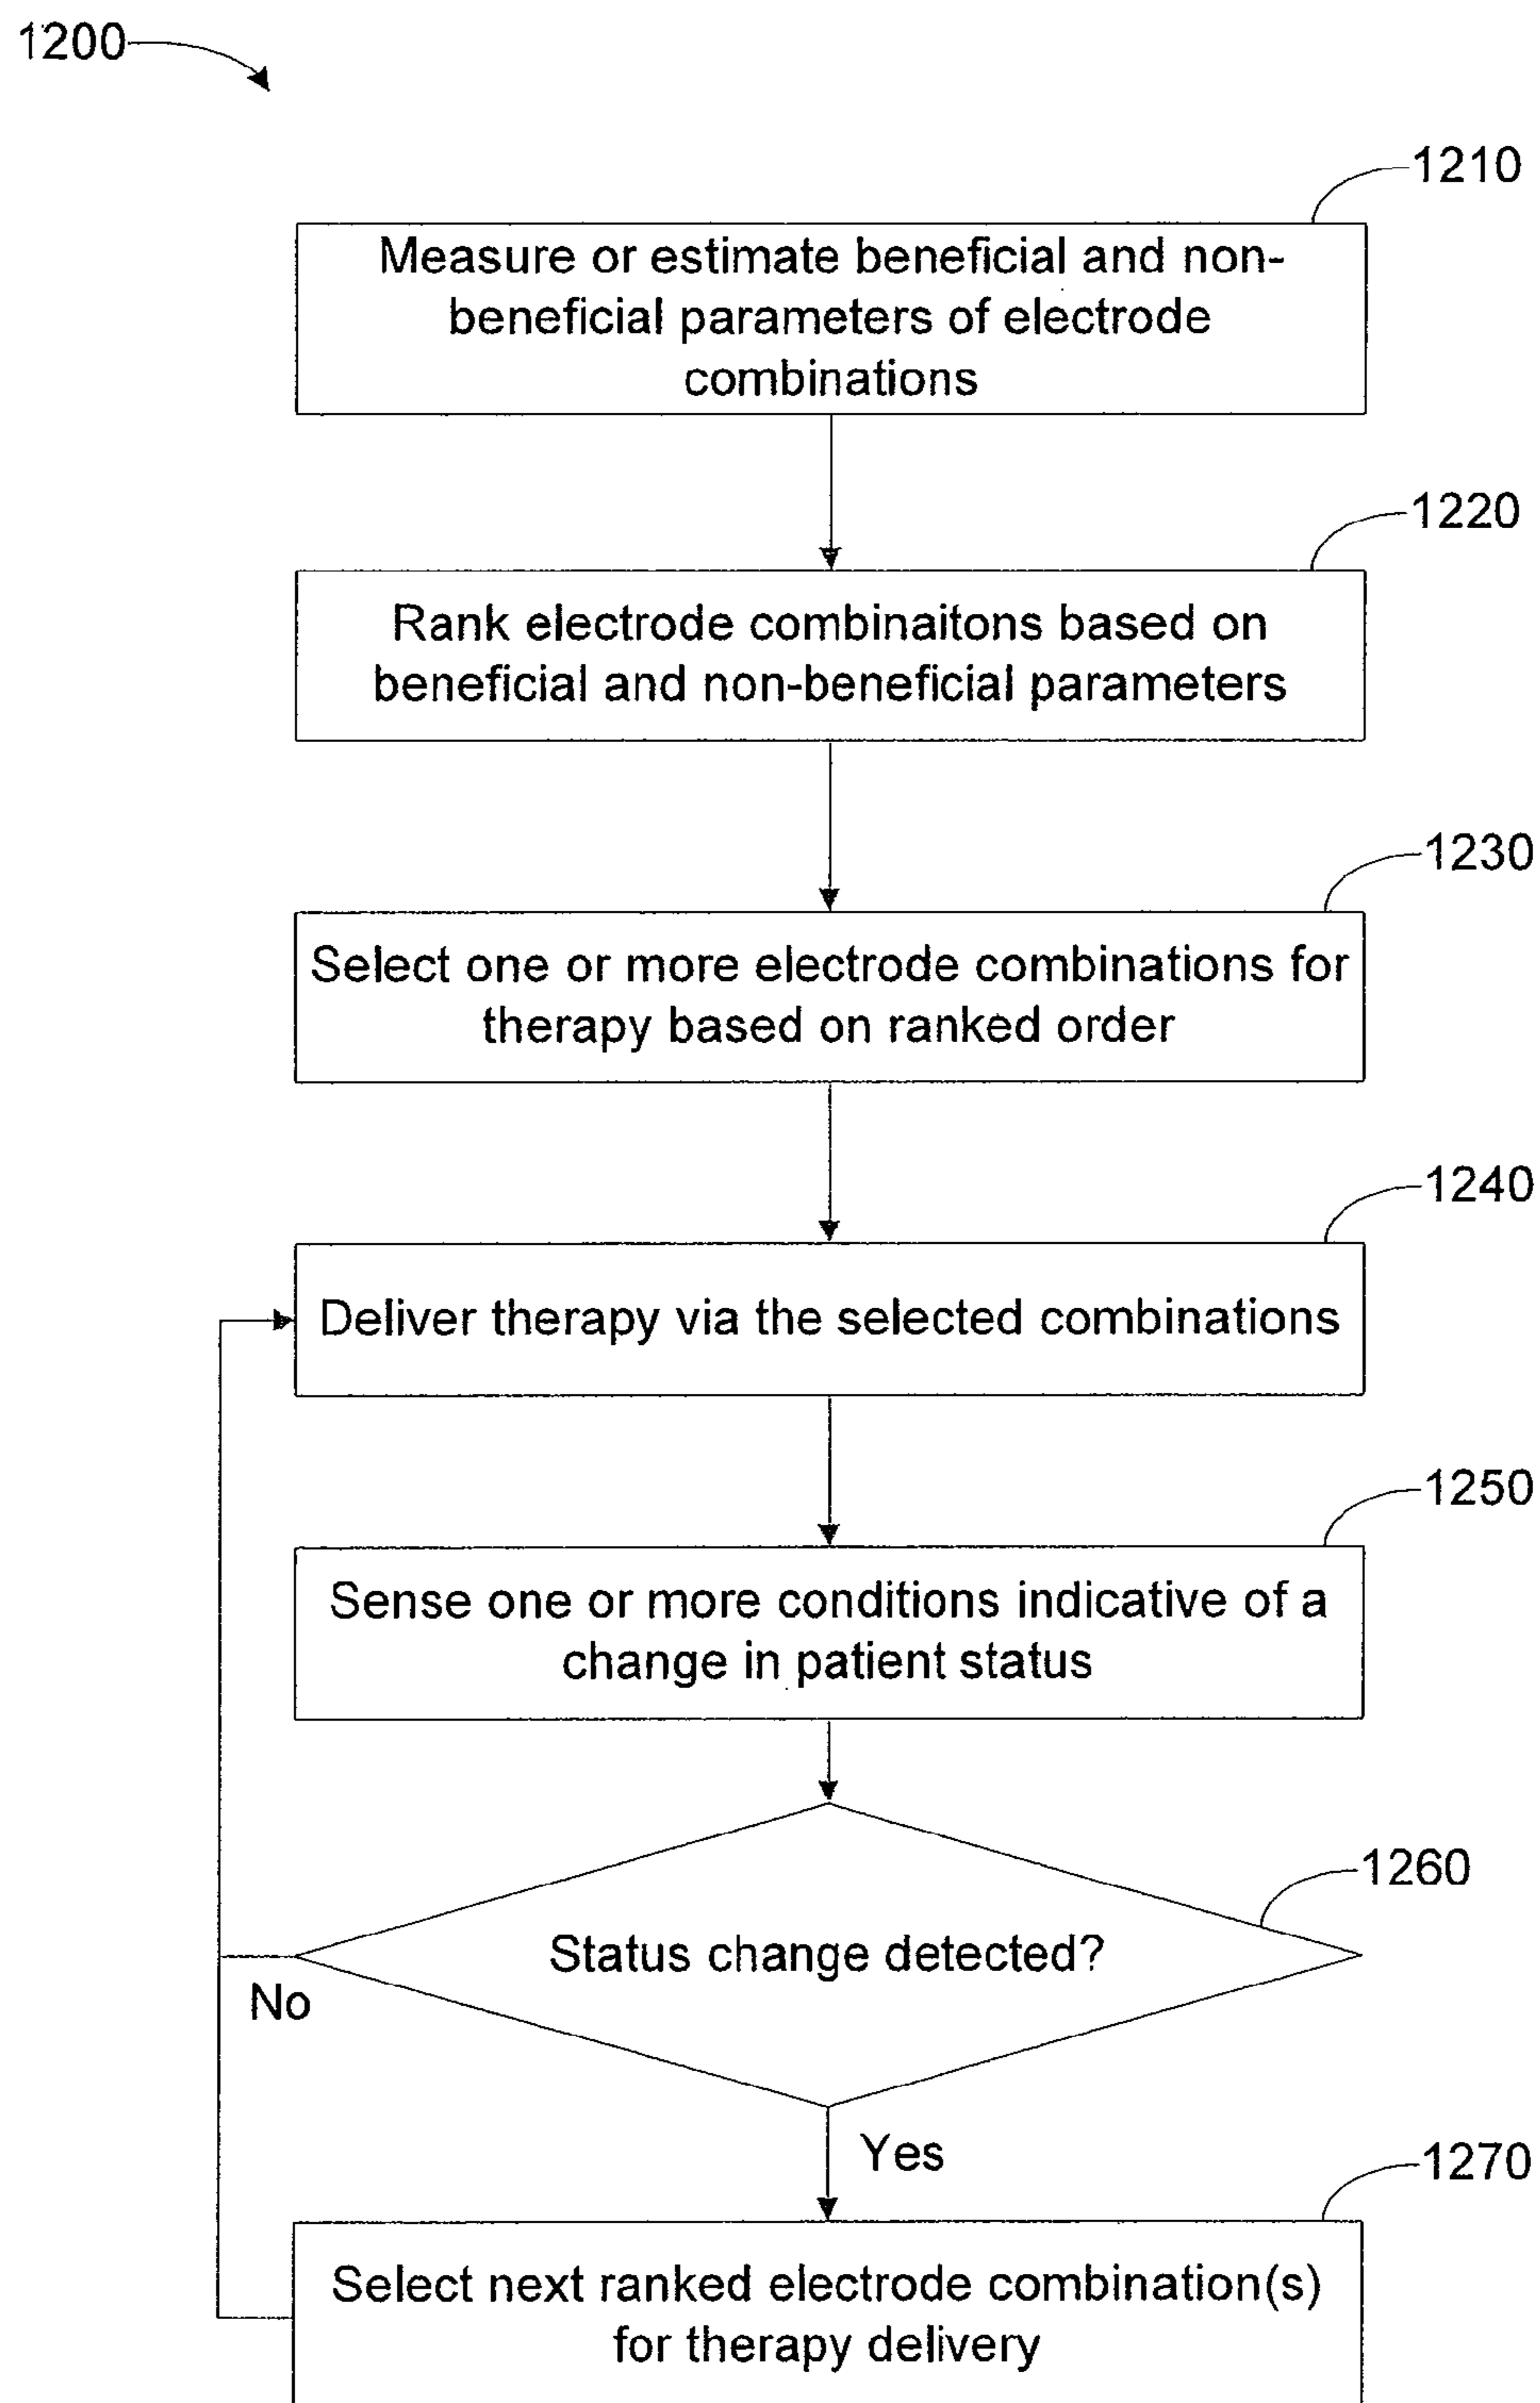 1200
1210
Measure or estimate beneficial and non-
beneficial parameters of electrode
combinations
1220
Rank electrode combinaitons based on
beneficial and non-beneficial parameters
1230
Select one or more electrode combinations for
therapy based on ranked order
1240
Deliver therapy via the selected combinations
1250
Sense one or more conditions indicative of a
change in patient status
1260
Status change detected?
No
Yes
1270
Select next ranked electrode combination(s)
for therapy delivery